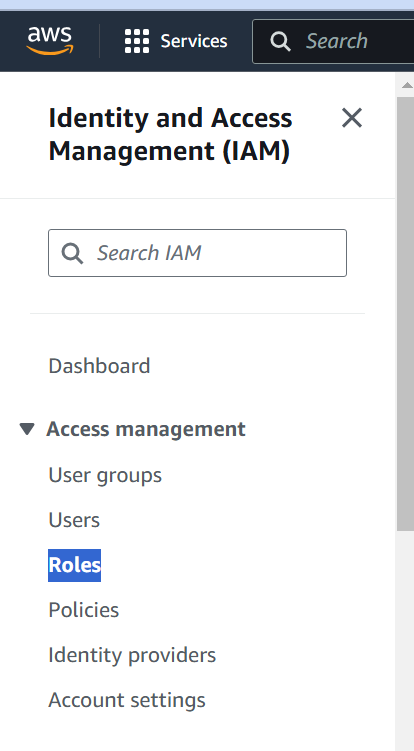 aws
Services
Search
Identity and Access
Management (IAM)
Search IAM
Dashboard
Access management
User groups
Users
Roles
Policies
Identity providers
Account settings